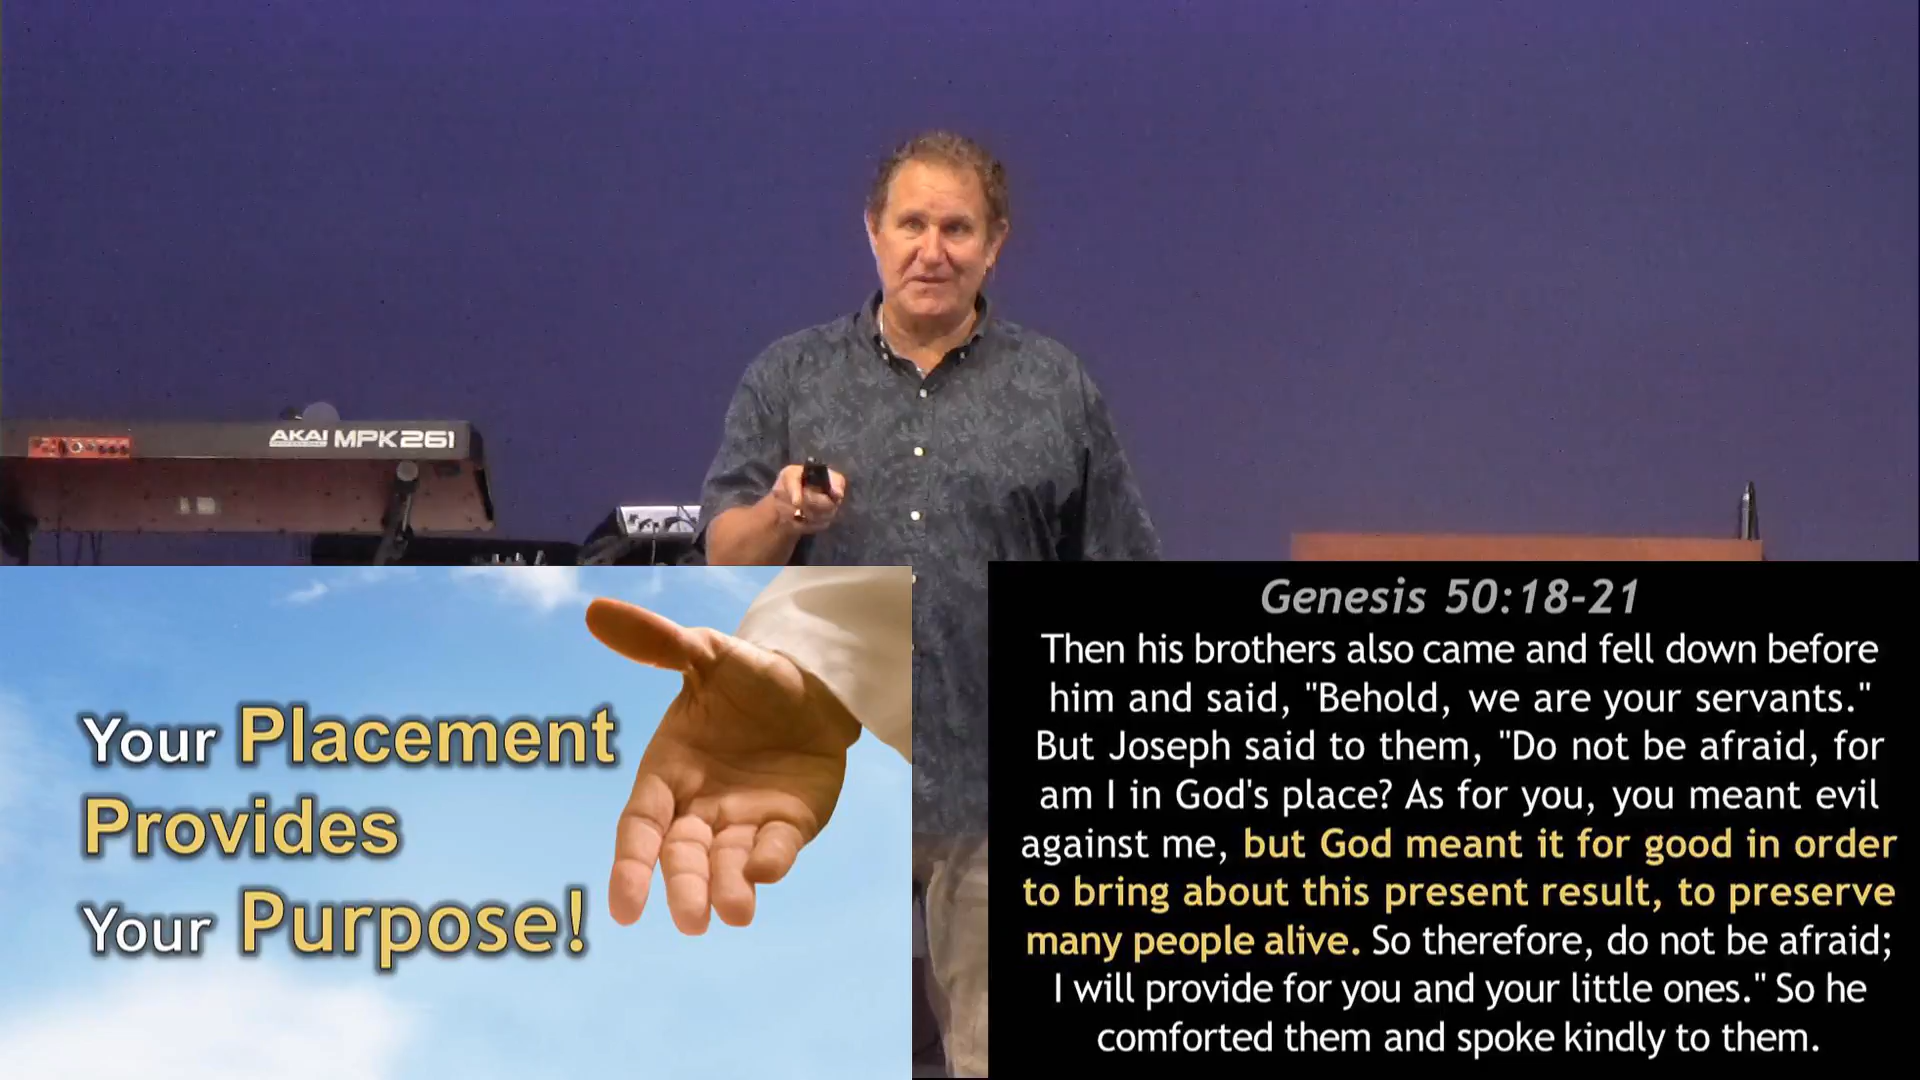 AKAI MPK261
Your Placement
Provides
Your Purpose!
Genesis 50:18-21
Then his brothers also came and fell down before
him and said, "Behold, we are your servants."
But Joseph said to them, "Do not be afraid, for
am I in God's place? As for you, you meant evil
against me, but God meant it for good in order
to bring about this present result, to preserve
many people alive. So therefore, do not be afraid;
I will provide for you and your little ones." So he
comforted them and spoke kindly to them.